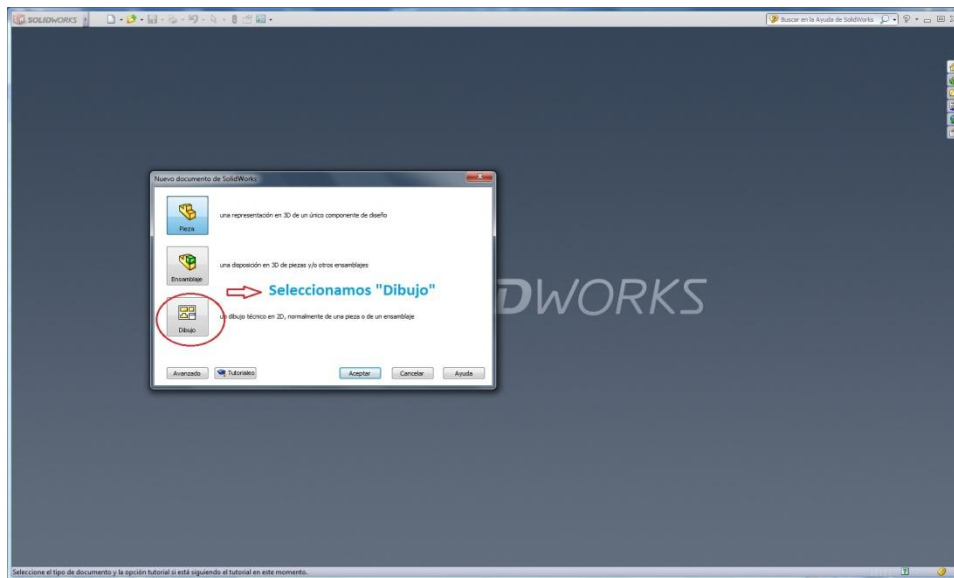 SOLIDWORKS
Buscar en la Ayuda de SolidWorks
Nuevo documento de SolidWorks
Pieza
una representación en 3D de un único componente de diseño
Ensamblaje
una disposición en 3D de piezas y/o otros ensamblajes
Seleccionamos "Dibujo"
Dibujo
un dibujo técnico en 2D, normalmente de una pieza o de un ensamblaje
DWORKS
Avanzado
Tutoriales
Aceptar
Cancelar
Ayuda
Seleccione el tipo de documento y la opción tutorial si está siguiendo el tutorial en este momento.